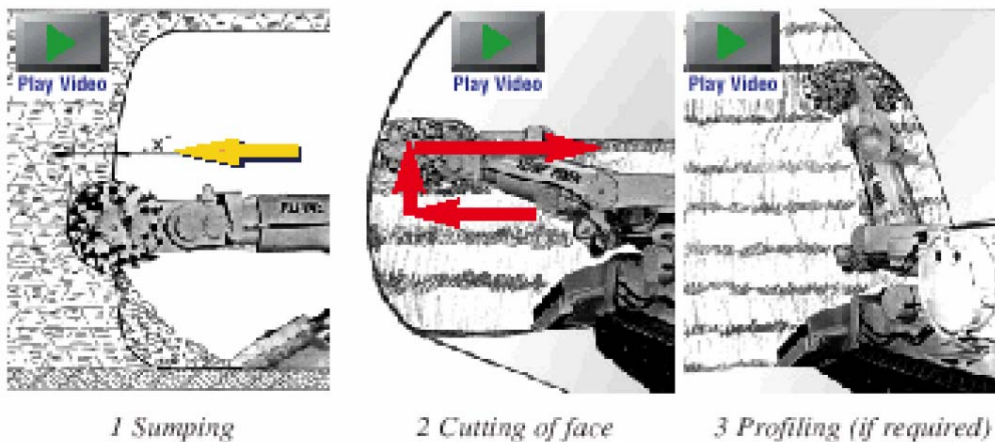 Play Video
Play Video
Play Video
X
1 Sumping
2 Cutting of face
3 Profiling (if required)